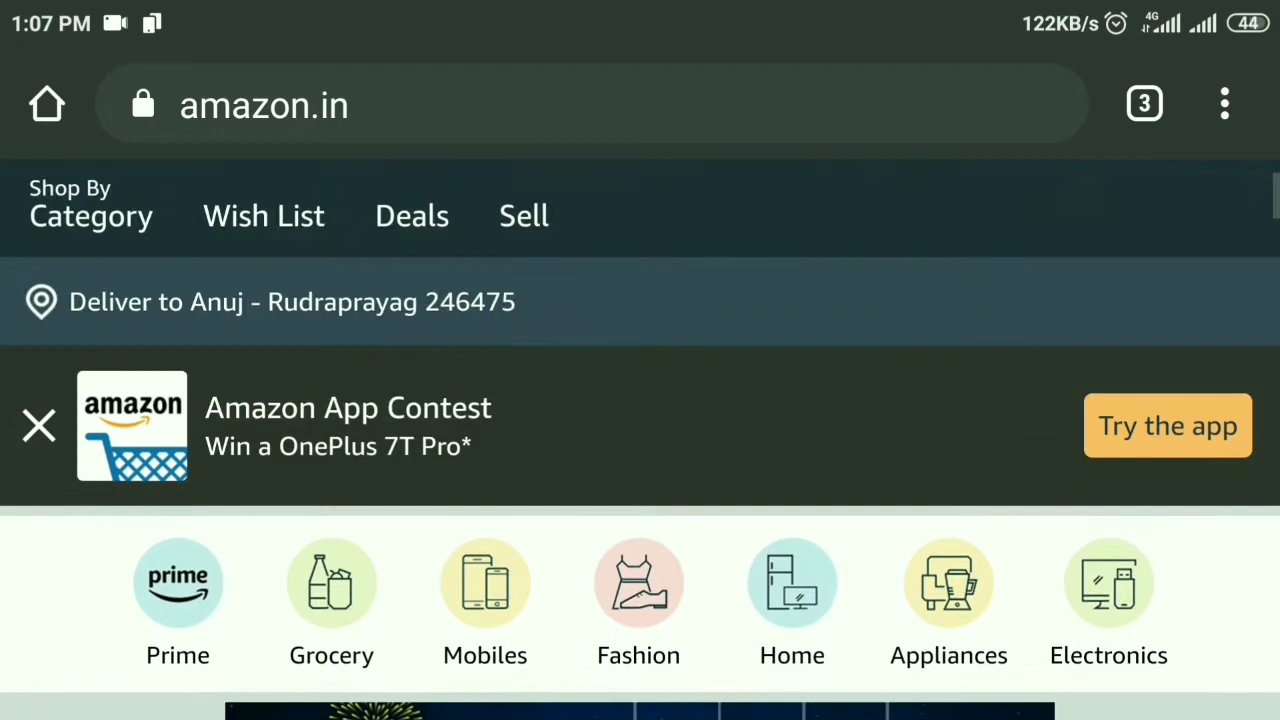 1:07 PM 122KB/s 4G 44
amazon.in 3
Shop By
Category Wish List Deals Sell
Deliver to Anuj - Rudraprayag 246475
amazon
Amazon App Contest
Win a OnePlus 7T Pro*
Try the app
prime
Prime Grocery Mobiles Fashion Home Appliances Electronics